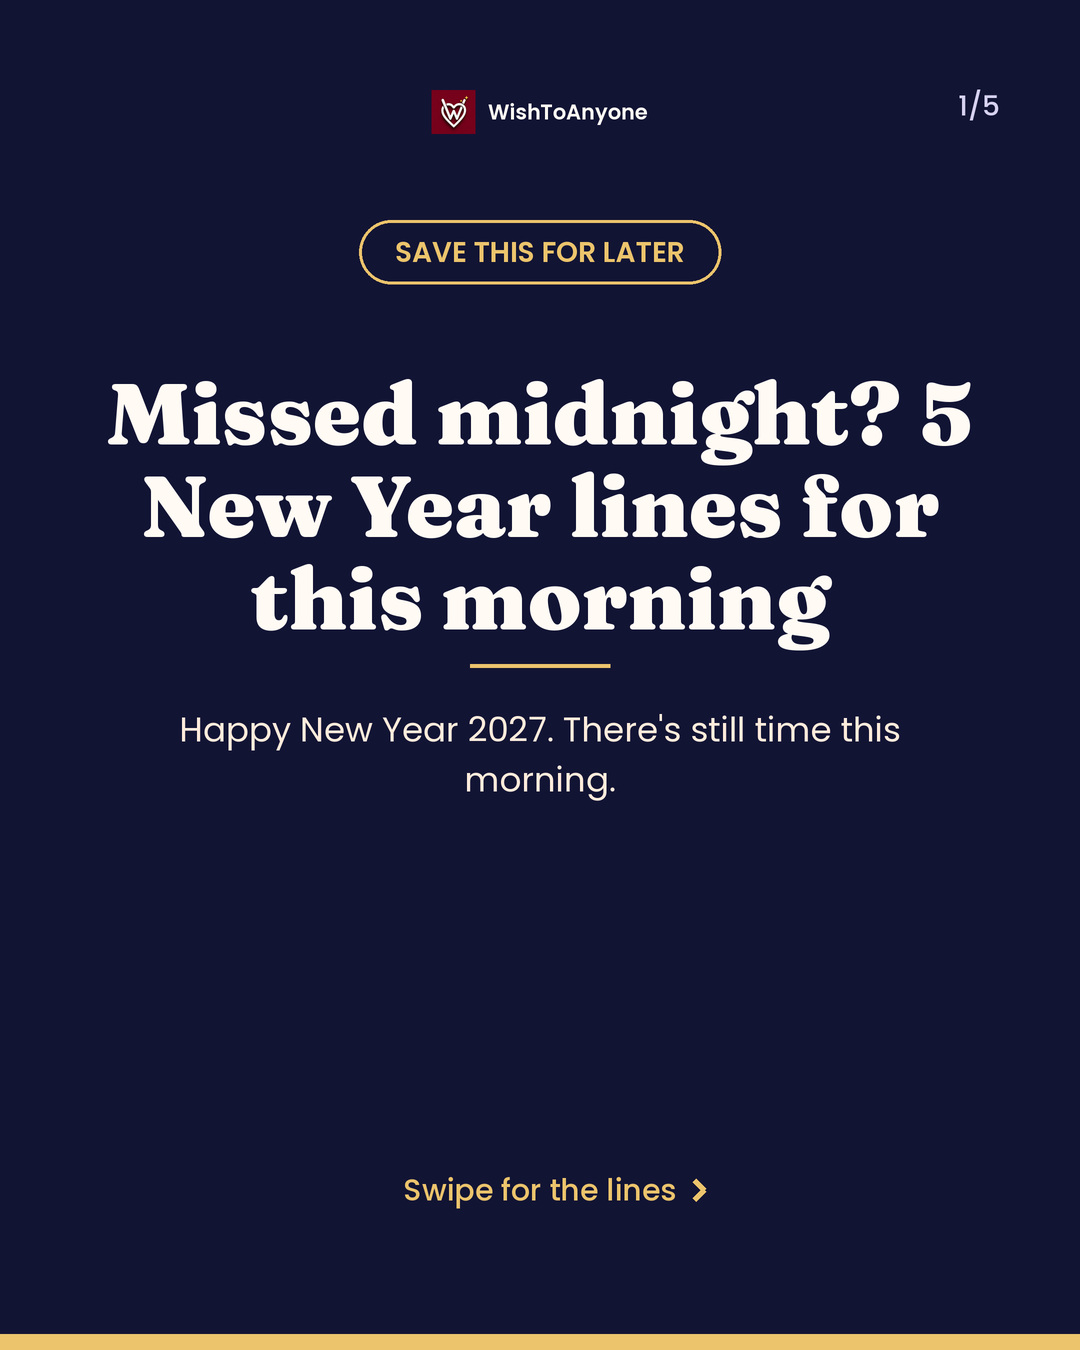 WishToAnyone
1/5
SAVE THIS FOR LATER
Missed midnight? 5
New Year lines for
this morning
Happy New Year 2027. There's still time this
morning.
Swipe for the lines